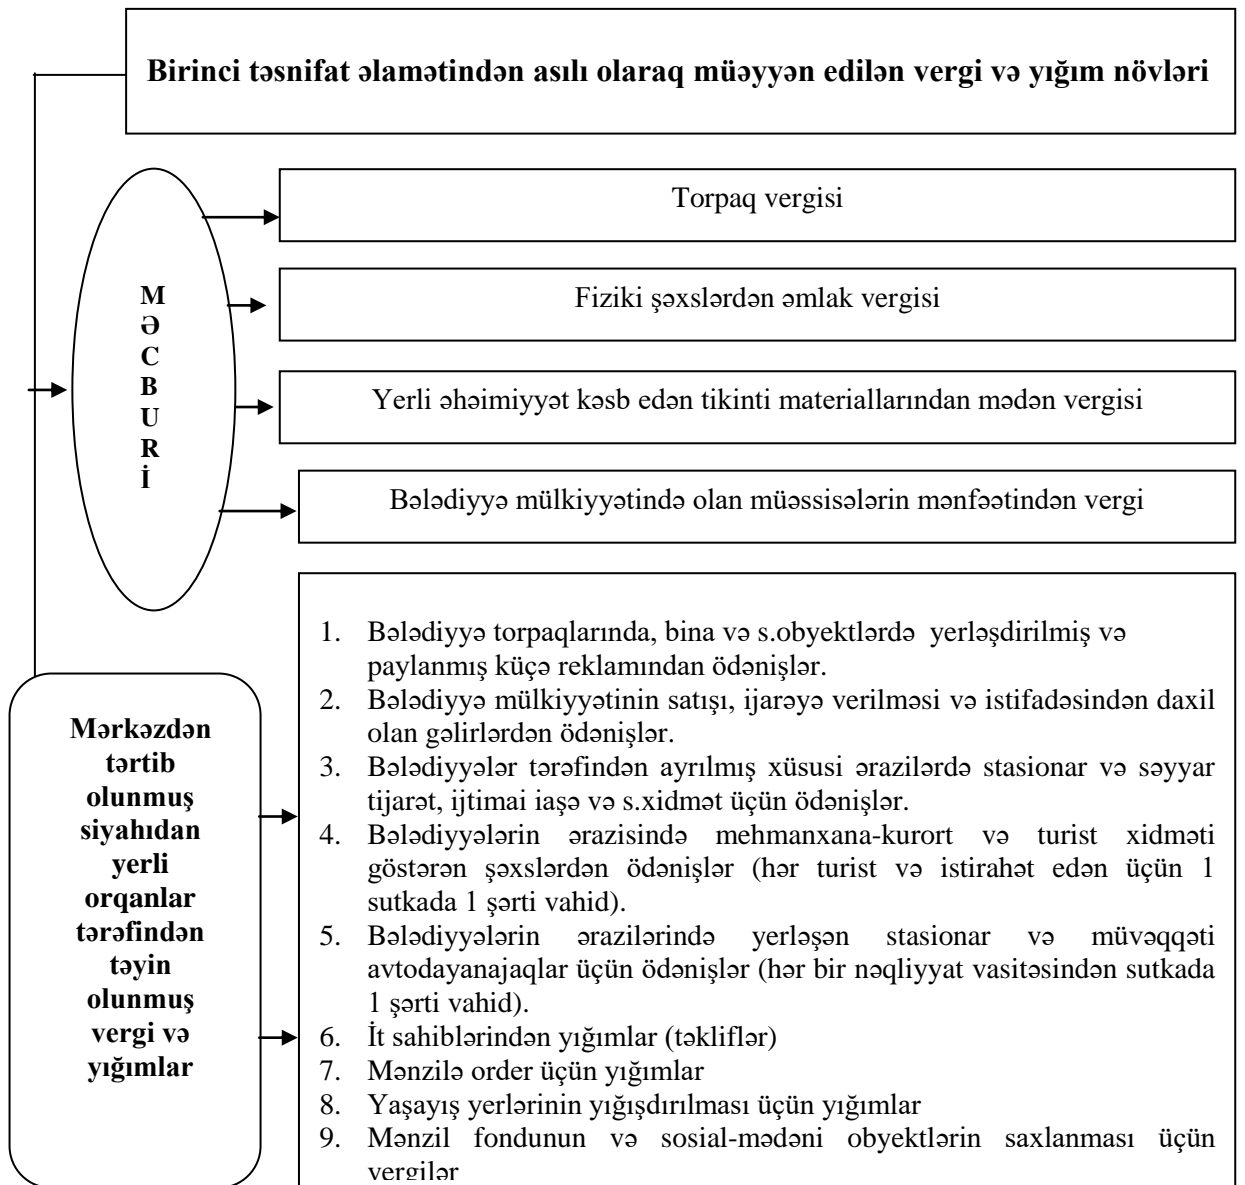 Birinci təsnifat əlamətindən asılı olaraq müəyyən edilən vergi və yığım növləri
M
Ə
C
B
U
R
İ
Torpaq vergisi
Fiziki şəxslərdən əmlak vergisi
Yerli əhəimiyyət kəsb edən tikinti materiallarından mədən vergisi
Bələdiyyə mülkiyyətində olan müəssisələrin mənfəətindən vergi
Mərkəzdən
tərtib
olunmuş
siyahıdan
yerli
orqanlar
tərəfindən
təyin
olunmuş
vergi və
yığımlar
1. Bələdiyyə torpaqlarında, bina və s.obyektlərdə yerləşdirilmiş və
paylanmış küçə reklamından ödənişlər.
2. Bələdiyyə mülkiyyətinin satışı, ijarəyə verilməsi və istifadəsindən daxil
olan gəlirlərdən ödənişlər.
3. Bələdiyyələr tərəfindən ayrılmış xüsusi ərazilərdə stasionar və səyyar
tijarət, ijtimai iaşə və s.xidmət üçün ödənişlər.
4. Bələdiyyələrin ərazisində mehmanxana-kurort və turist xidməti
göstərən şəxslərdən ödənişlər (hər turist və istirahət edən üçün 1
sutkada 1 şərti vahid).
5. Bələdiyyələrin ərazilərində yerləşən stasionar və müvəqqəti
avtodayanajaqlar üçün ödənişlər (hər bir nəqliyyat vasitəsindən sutkada
1 şərti vahid).
6. İt sahiblərindən yığımlar (təkliflər)
7. Mənzilə order üçün yığımlar
8. Yaşayış yerlərinin yığışdırılması üçün yığımlar
9. Mənzil fondunun və sosial-mədəni obyektlərin saxlanması üçün
vergilər